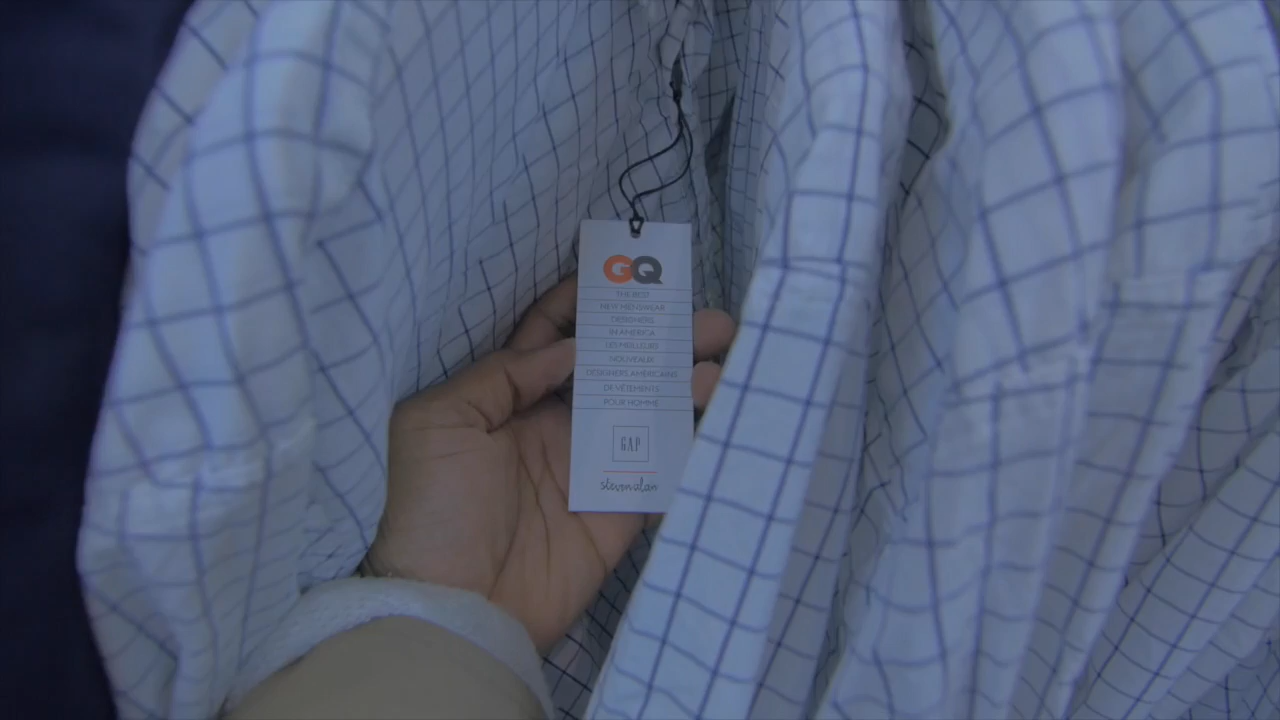 GQ
THE BEST
NEW MENSWEAR
DESIGNERS
IN AMERICA
LES MEILLEURS
NOUVEAUX
DESIGNERS AMÉRICAINS
DE VÊTEMENTS
POUR HOMME
GAP
steven alan